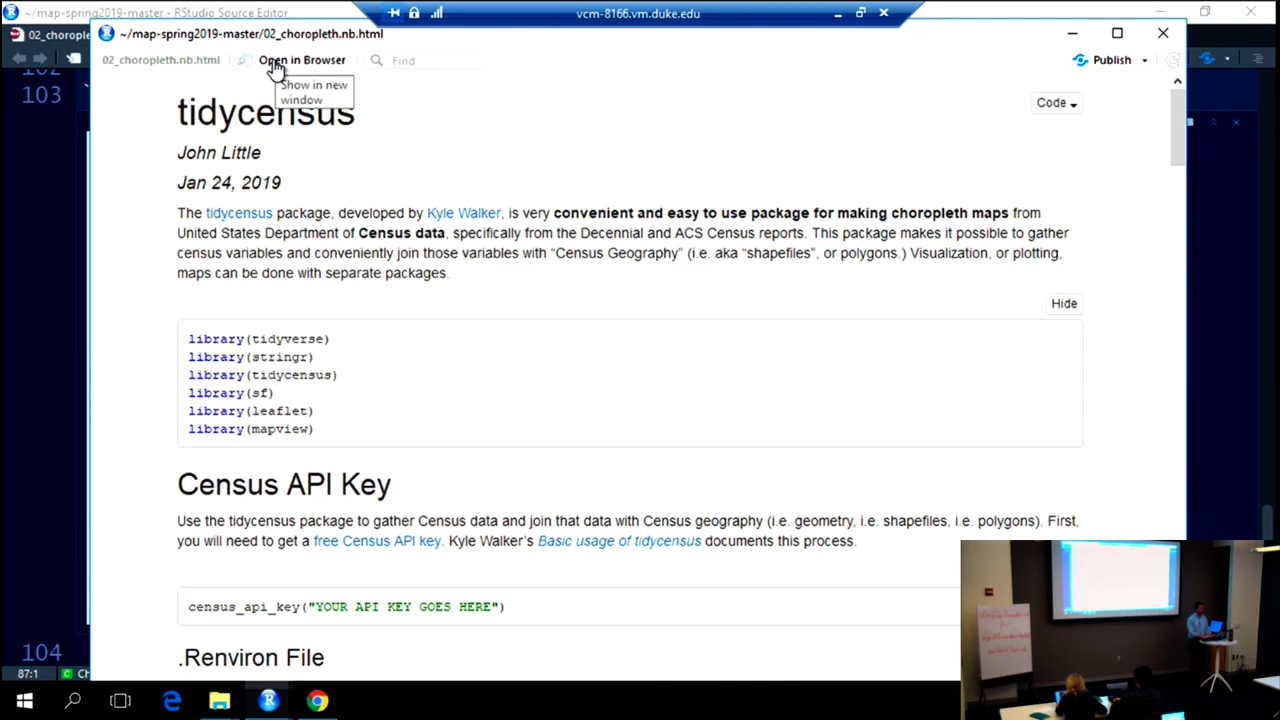 ~/map-spring2019-master - RStudio Source Editor
vcm-8166.vm.duke.edu
02_chorople
~/map-spring2019-master/02_choropleth.nb.html
02_choropleth.nb.html
Open in Browser
Find
Publish
Show in new
window
103
tidycensus
Code
John Little
Jan 24, 2019
The tidycensus package, developed by Kyle Walker, is very convenient and easy to use package for making choropleth maps from
United States Department of Census data, specifically from the Decennial and ACS Census reports. This package makes it possible to gather
census variables and conveniently join those variables with “Census Geography” (i.e. aka “shapefiles”, or polygons.) Visualization, or plotting,
maps can be done with separate packages.
Hide
library(tidyverse)
library(stringr)
library(tidycensus)
library(sf)
library(leaflet)
library(mapview)
Census API Key
Use the tidycensus package to gather Census data and join that data with Census geography (i.e. geometry, i.e. shapefiles, i.e. polygons). First,
you will need to get a free Census API key. Kyle Walker’s Basic usage of tidycensus documents this process.
census_api_key("YOUR API KEY GOES HERE")
.Renviron File
104
87:1